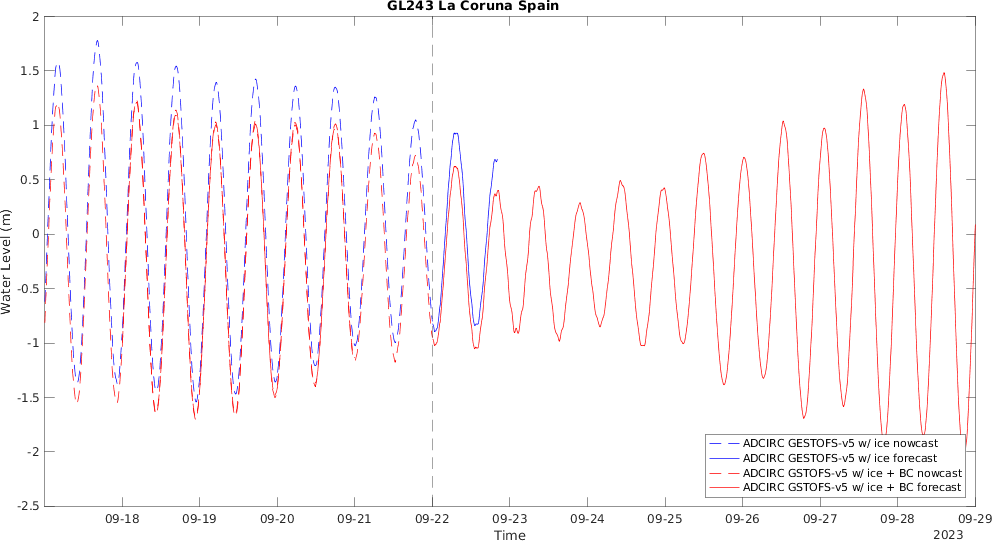 GL243 La Coruna Spain
2
1.5
1
0.5
0
-0.5
-1
-1.5
-2
-2.5
Water Level (m)
ADCIRC GESTOFS-v5 w/ ice nowcast
ADCIRC GESTOFS-v5 w/ ice forecast
ADCIRC GSTOFS-v5 w/ ice + BC nowcast
ADCIRC GSTOFS-v5 w/ ice + BC forecast
09-18 09-19 09-20 09-21 09-22 09-23 09-24 09-25 09-26 09-27 09-28 09-29
Time
2023